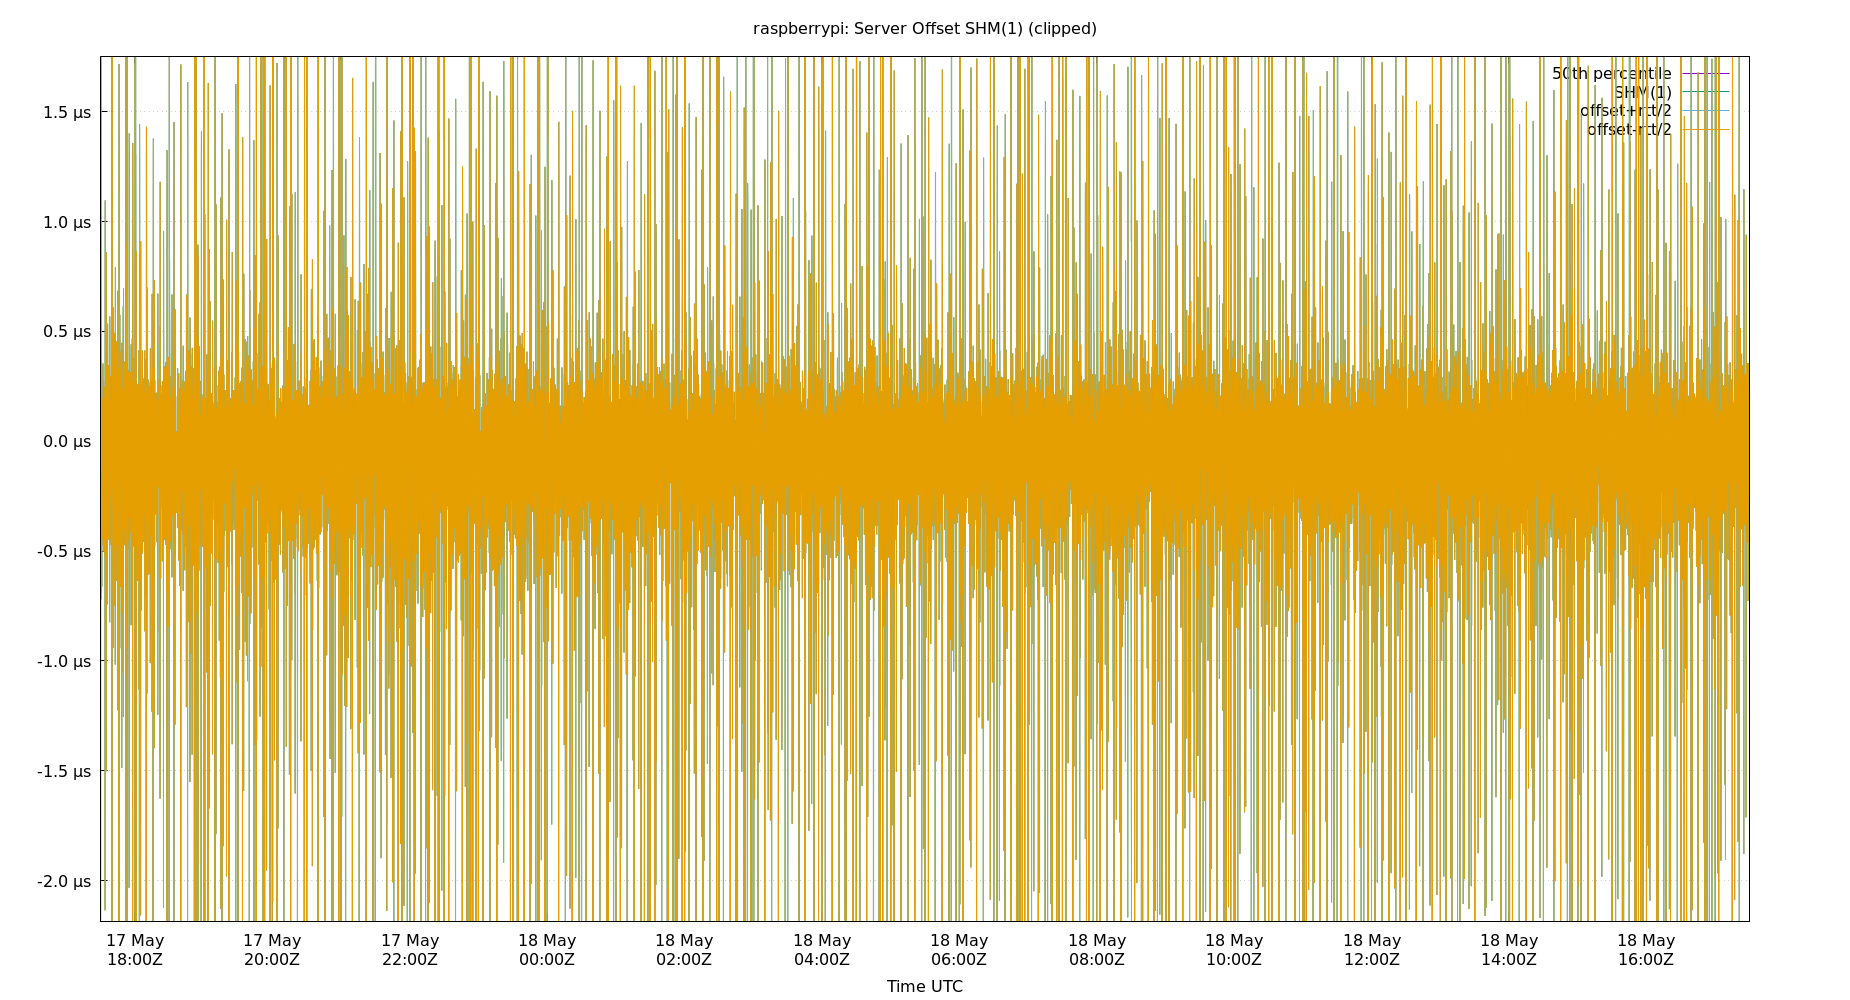 raspberrypi: Server Offset SHM(1) (clipped)
50th percentile
SHM(1)
offset+rtt/2
offset-rtt/2
1.5 µs
1.0 µs
0.5 µs
0.0 µs
-0.5 µs
-1.0 µs
-1.5 µs
-2.0 µs
17 May 17 May 17 May 18 May 18 May 18 May 18 May 18 May 18 May 18 May 18 May 18 May
18:00Z 20:00Z 22:00Z 00:00Z 02:00Z 04:00Z 06:00Z 08:00Z 10:00Z 12:00Z 14:00Z 16:00Z
Time UTC